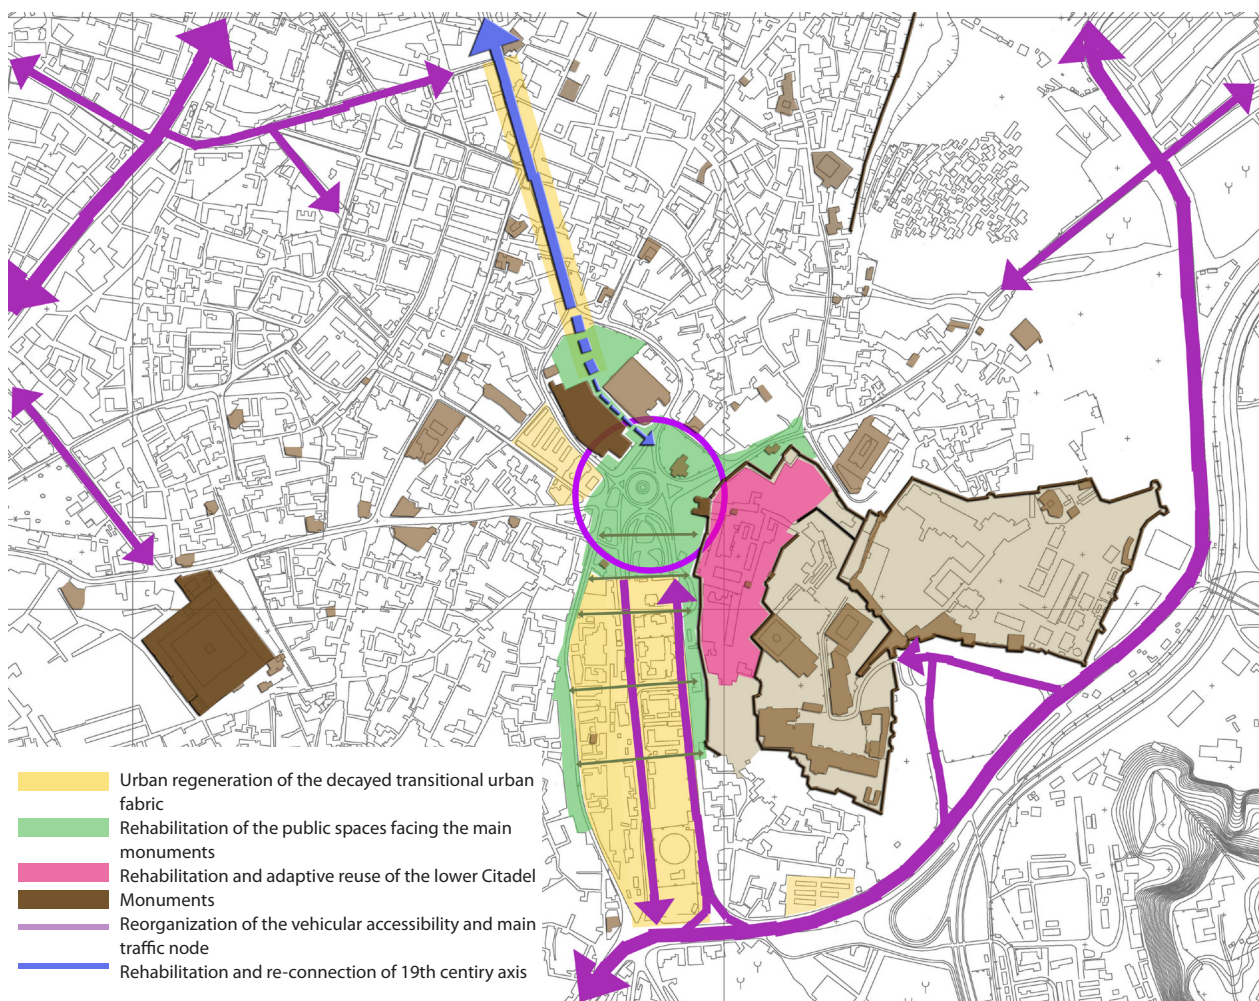 Urban regeneration of the decayed transitional urban
fabric
Rehabilitation of the public spaces facing the main
monuments
Rehabilitation and adaptive reuse of the lower Citadel
Monuments
Reorganization of the vehicular accessibility and main
traffic node
Rehabilitation and re-connection of 19th centiry axis